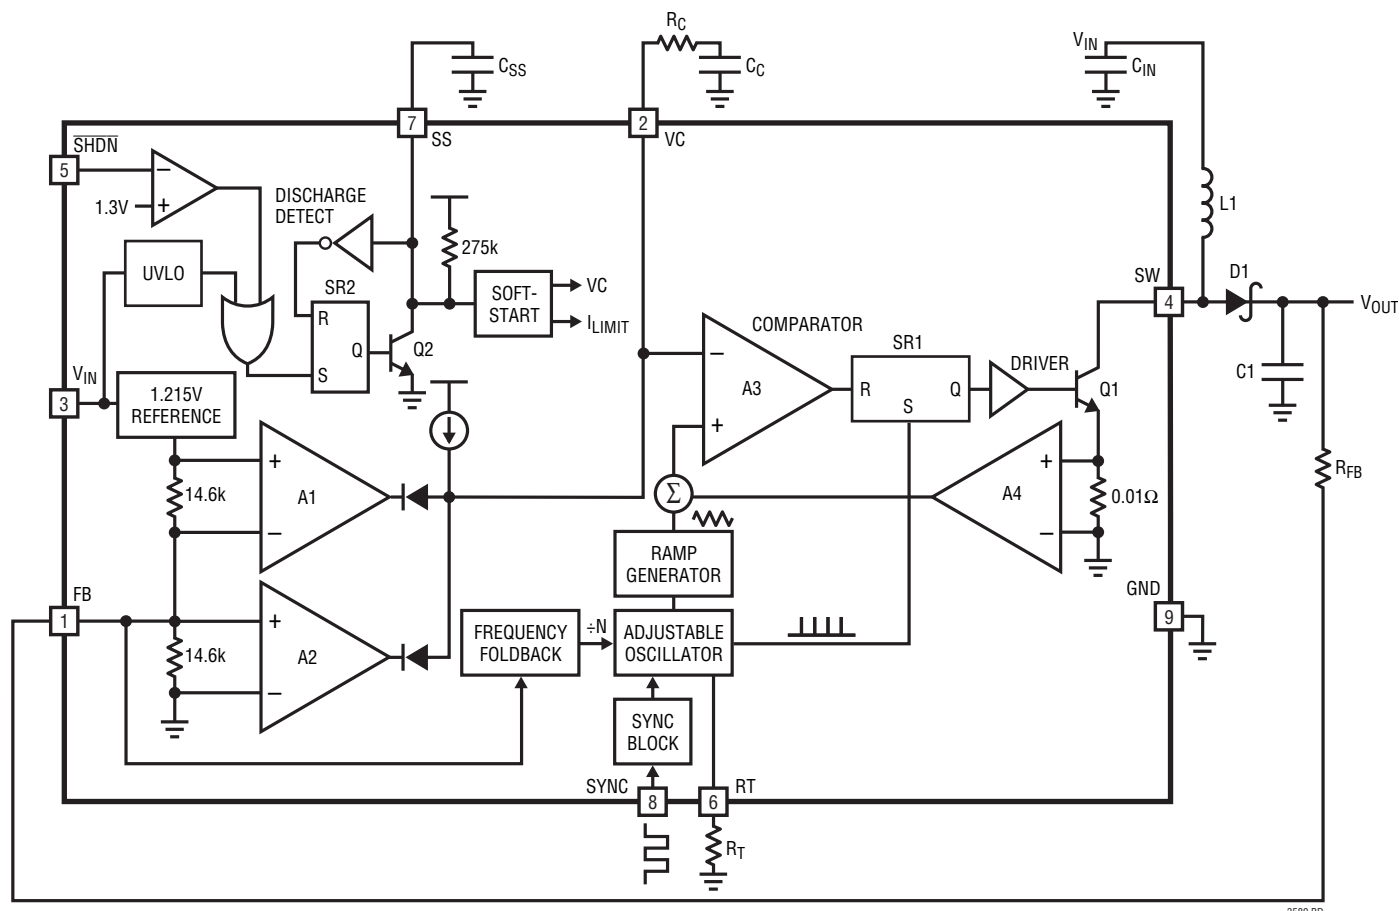 RC
CC
CSS
VIN
CIN
7
SS
2
VC
SHDN
5
–
+
1.3V
DISCHARGE
DETECT
275k
L1
UVLO
SR2
R
Q
S
Q2
SOFT-
START
VC
ILIMIT
SW
4
D1
VOUT
VIN
3
1.215V
REFERENCE
COMPARATOR
–
A3
+
SR1
R
Q
S
DRIVER
Q1
C1
+
A1
–
14.6k
Σ
A4
+
–
0.01Ω
RFB
RAMP
GENERATOR
FB
1
+
A2
–
14.6k
FREQUENCY
FOLDBACK
÷N
ADJUSTABLE
OSCILLATOR
GND
9
SYNC
BLOCK
SYNC
8
6
RT
RT